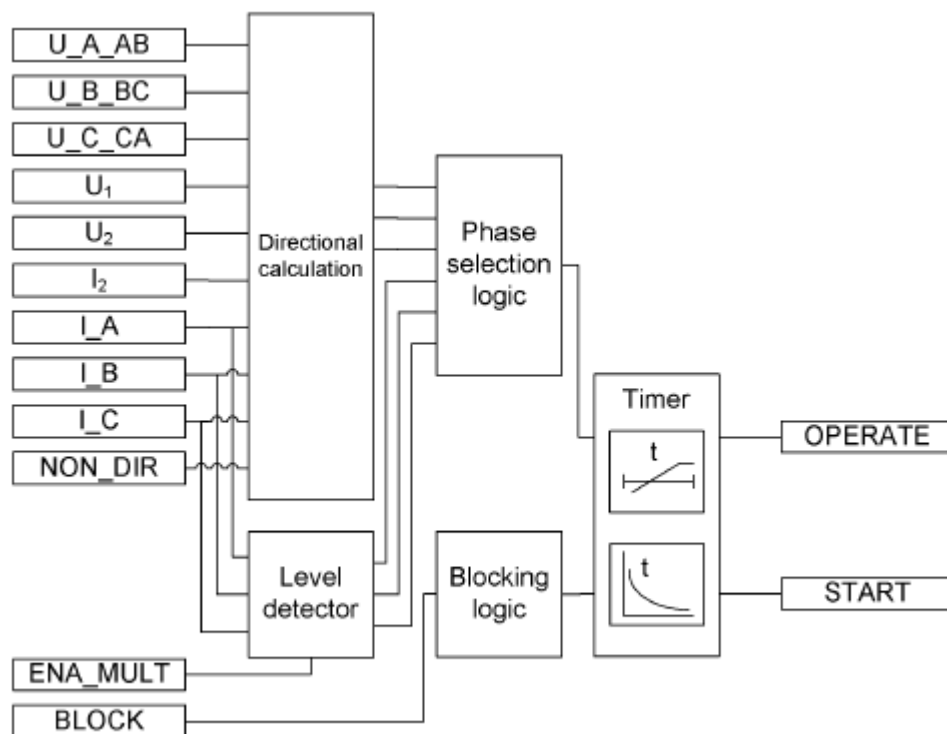 U_A_AB
U_B_BC
U_C_CA
U₁
U₂
I₂
I_A
I_B
I_C
NON_DIR
ENA_MULT
BLOCK
Directional
calculation
Level
detector
Phase
selection
logic
Blocking
logic
Timer
t
t
OPERATE
START